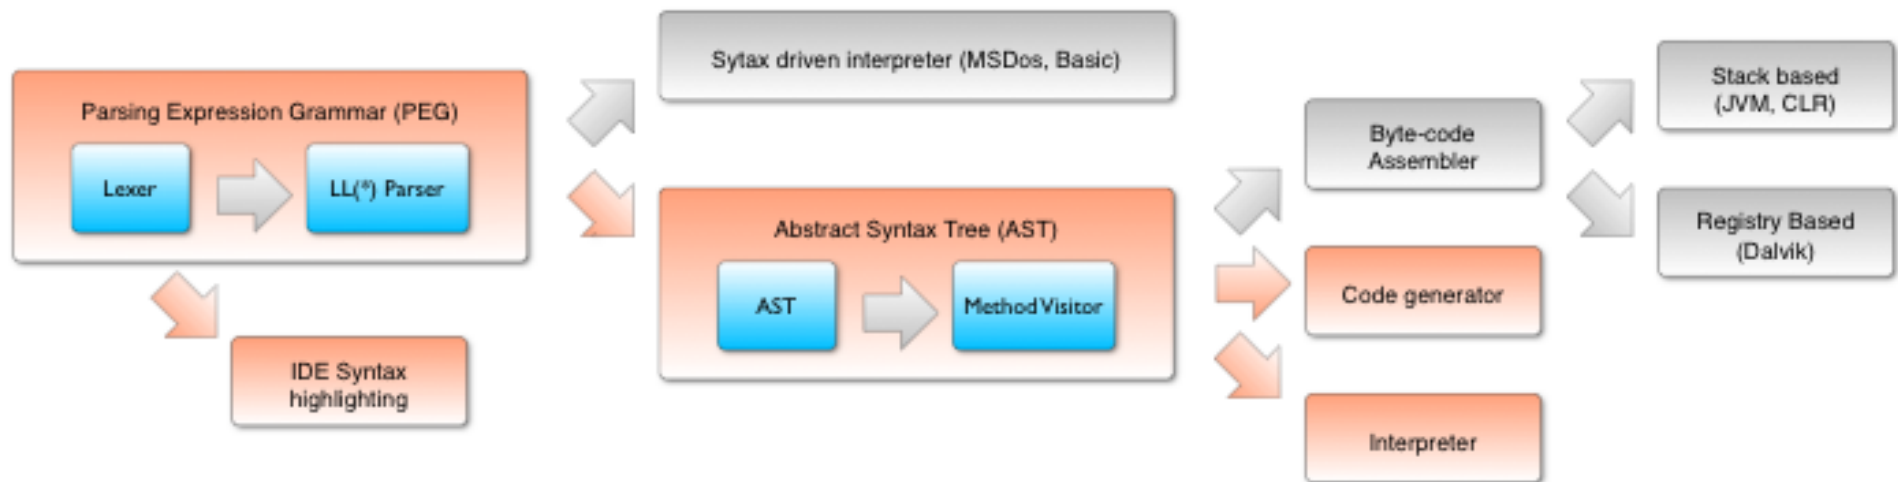 Parsing Expression Grammar (PEG)
Lexer
LL(*) Parser
IDE Syntax
highlighting
Sytax driven interpreter (MSDos, Basic)
Abstract Syntax Tree (AST)
AST
Method Visitor
Byte-code
Assembler
Code generator
Interpreter
Stack based
(JVM, CLR)
Registry Based
(Dalvik)